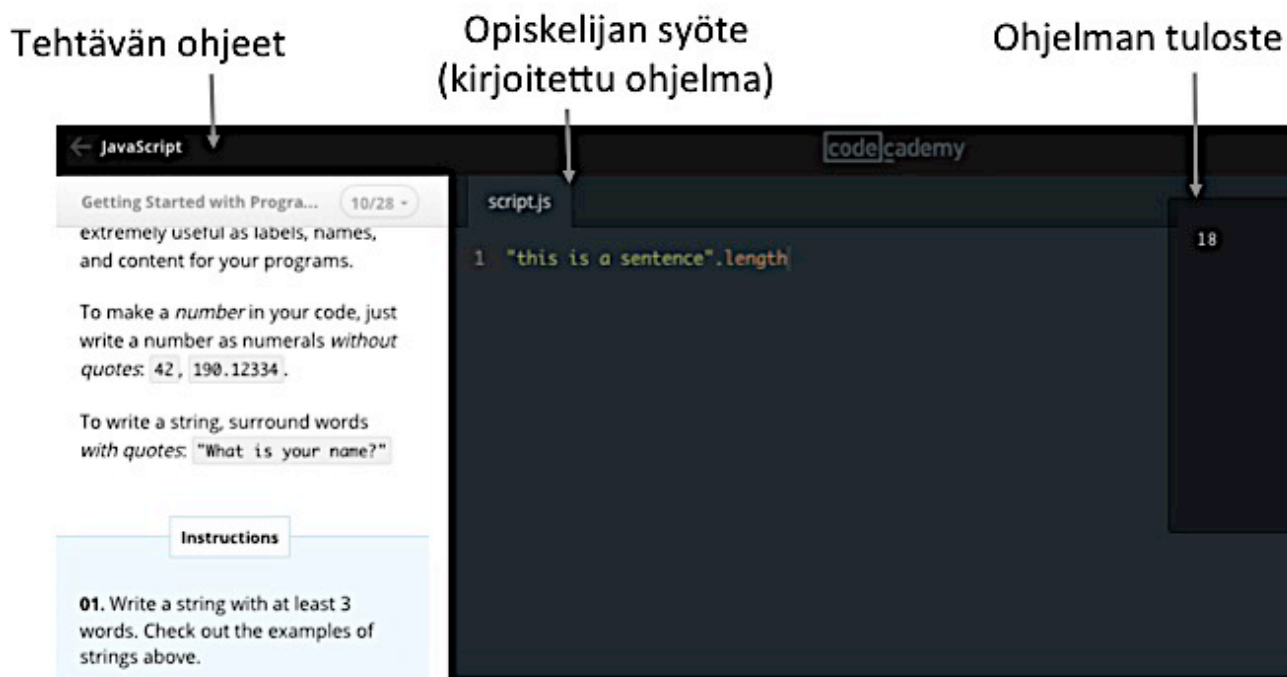 Tehtävän ohjeet
Opiskelijan syöte
(kirjoitettu ohjelma)
Ohjelman tuloste
← JavaScript
codecademy
Getting Started with Progra... 10/28
extremely useful as labels, names,
and content for your programs.
To make a number in your code, just
write a number as numerals without
quotes: 42, 190.12334.
To write a string, surround words
with quotes: "What is your name?"
Instructions
01. Write a string with at least 3
words. Check out the examples of
strings above.
script.js
1 "this is a sentence".length
18